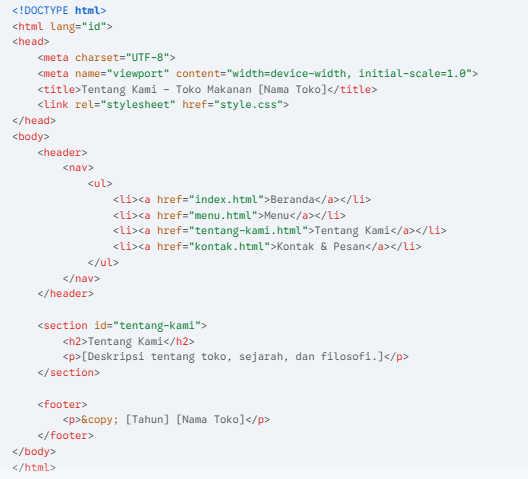 <!DOCTYPE html>
<html lang="id">
<head>
    <meta charset="UTF-8">
    <meta name="viewport" content="width=device-width, initial-scale=1.0">
    <title>Tentang Kami – Toko Makanan [Nama Toko]</title>
    <link rel="stylesheet" href="style.css">
</head>
<body>
    <header>
        <nav>
            <ul>
                <li><a href="index.html">Beranda</a></li>
                <li><a href="menu.html">Menu</a></li>
                <li><a href="tentang-kami.html">Tentang Kami</a></li>
                <li><a href="kontak.html">Kontak & Pesan</a></li>
            </ul>
        </nav>
    </header>

    <section id="tentang-kami">
        <h2>Tentang Kami</h2>
        <p>[Deskripsi tentang toko, sejarah, dan filosofi.]</p>
    </section>

    <footer>
        <p>&copy; [Tahun] [Nama Toko]</p>
    </footer>
</body>
</html>